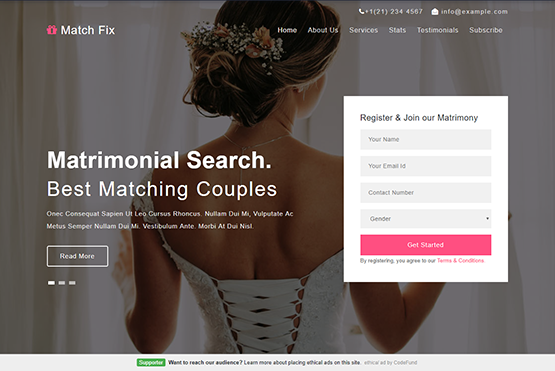 +1(21) 234 4567 info@example.com
Match Fix
Home About Us Services Stats Testimonials Subscribe
Register & Join our Matrimony
Your Name
Your Email Id
Contact Number
Gender
Get Started
By registering, you agree to our Terms & Conditions.
Matrimonial Search.
Best Matching Couples
Onec Consequat Sapien Ut Leo Cursus Rhoncus. Nullam Dui Mi, Vulputate Ac
Metus Semper Nullam Dui Mi. Vestibulum Ante. Morbi At Dui Nisl.
Read More
Supporter Want to reach our audience? Learn more about placing ethical ads on this site. ethical ad by CodeFund